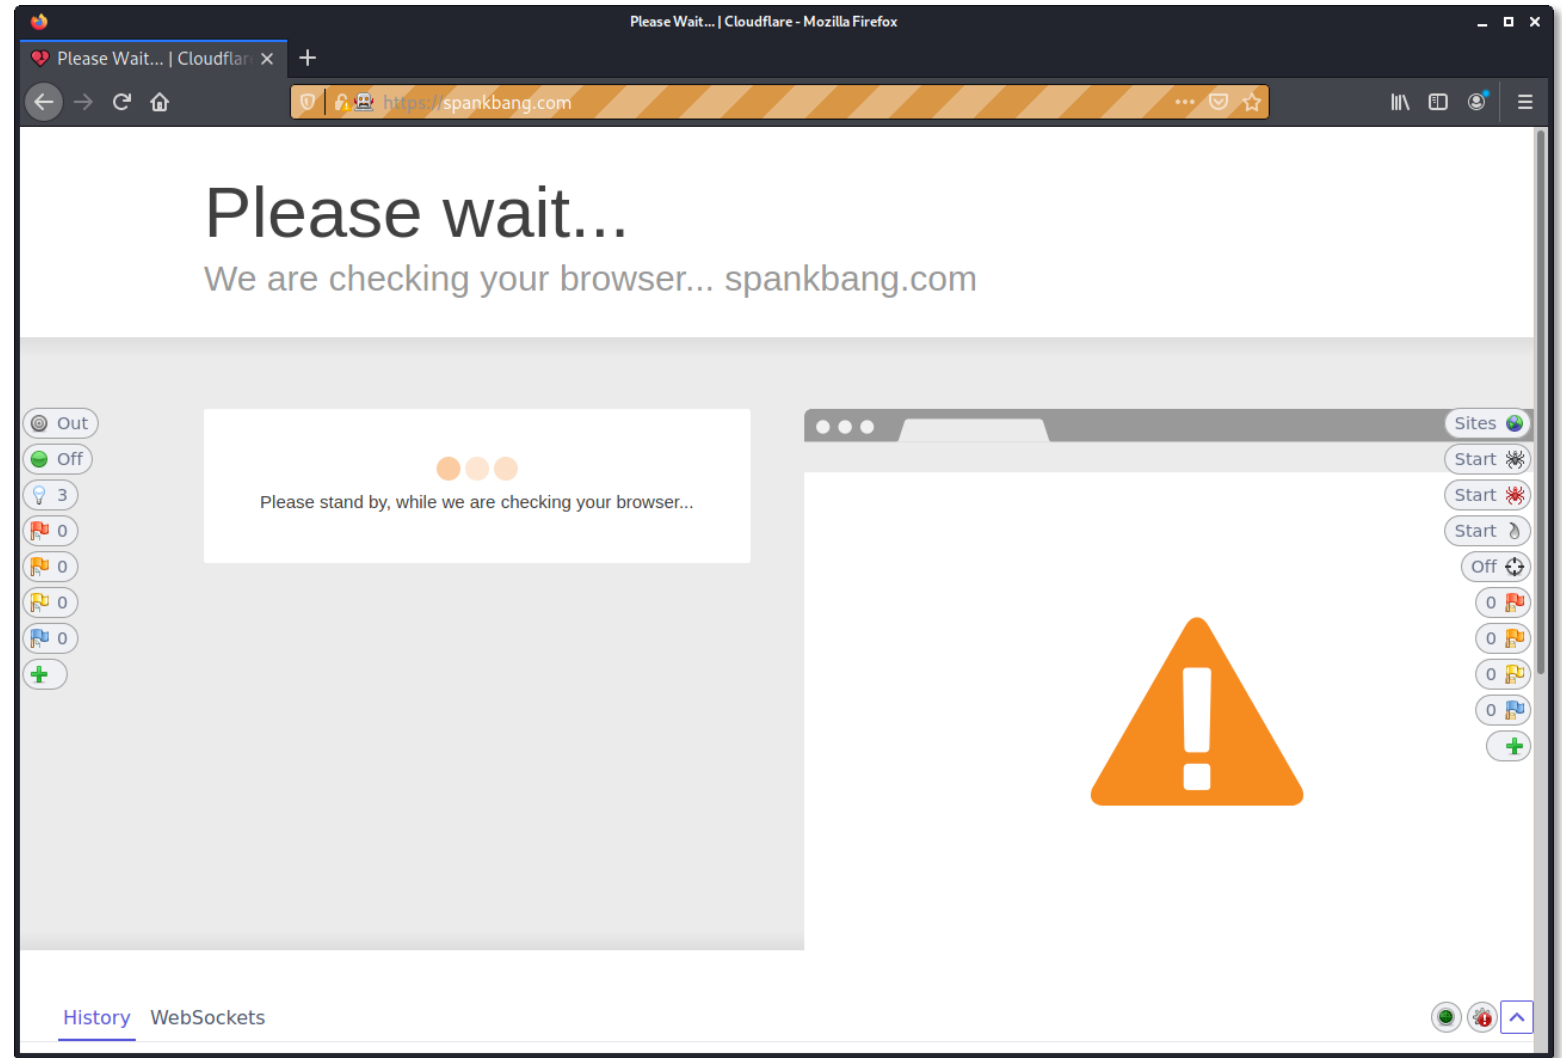 Please Wait... | Cloudflare - Mozilla Firefox
Please Wait... | Cloudflar
https://spankbang.com
Please wait...
We are checking your browser... spankbang.com
Out
Off
3
0
0
0
0
Please stand by, while we are checking your browser...
Sites
Start
Start
Start
Off
0
0
0
0
History WebSockets